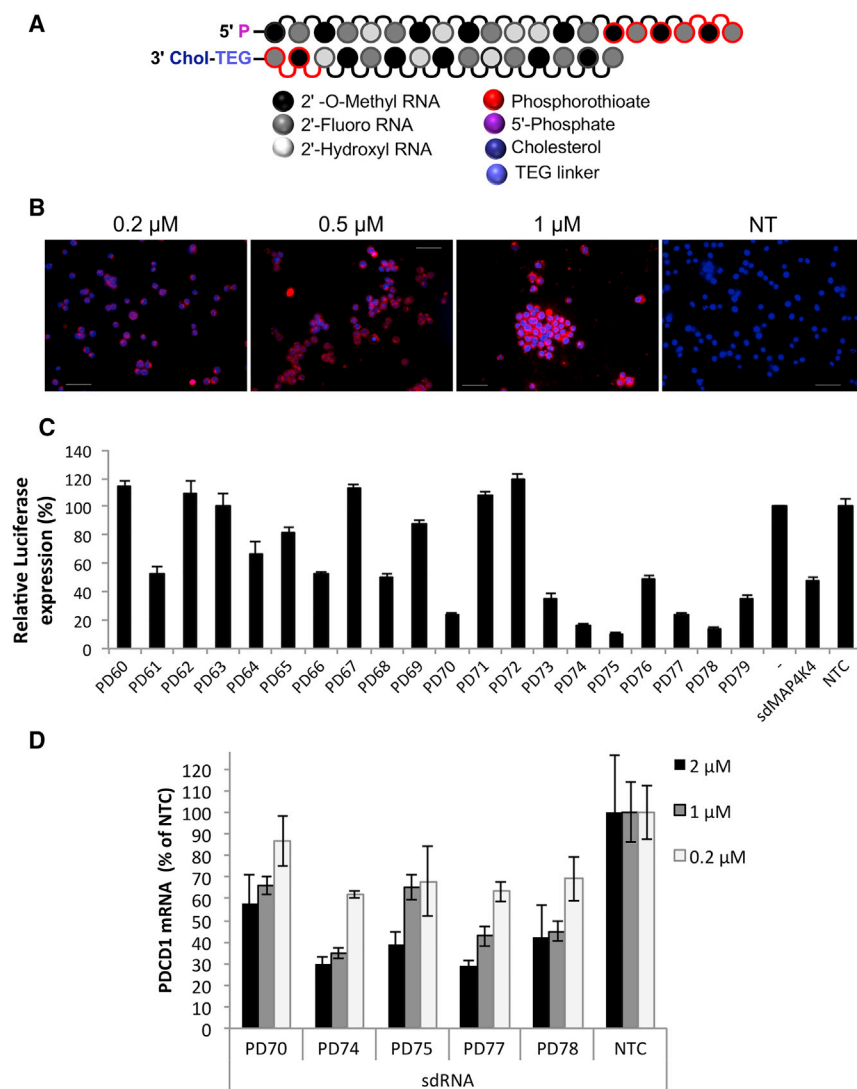 A
5' P
3' Chol-TEG
2' -O-Methyl RNA
2'-Fluoro RNA
2'-Hydroxyl RNA
Phosphorothioate
5'-Phosphate
Cholesterol
TEG linker
B
0.2 µM
0.5 µM
1 µM
NT
C
Relative Luciferase
expression (%)
140
120
100
80
60
40
20
0
PD60
PD61
PD62
PD63
PD64
PD65
PD66
PD67
PD68
PD69
PD70
PD71
PD72
PD73
PD74
PD75
PD76
PD77
PD78
PD79
-
sdMAP4K4
NTC
D
PDCD1 mRNA (% of NTC)
120
110
100
90
80
70
60
50
40
30
20
10
0
PD70
PD74
PD75
PD77
PD78
NTC
sdRNA
2 µM
1 µM
0.2 µM